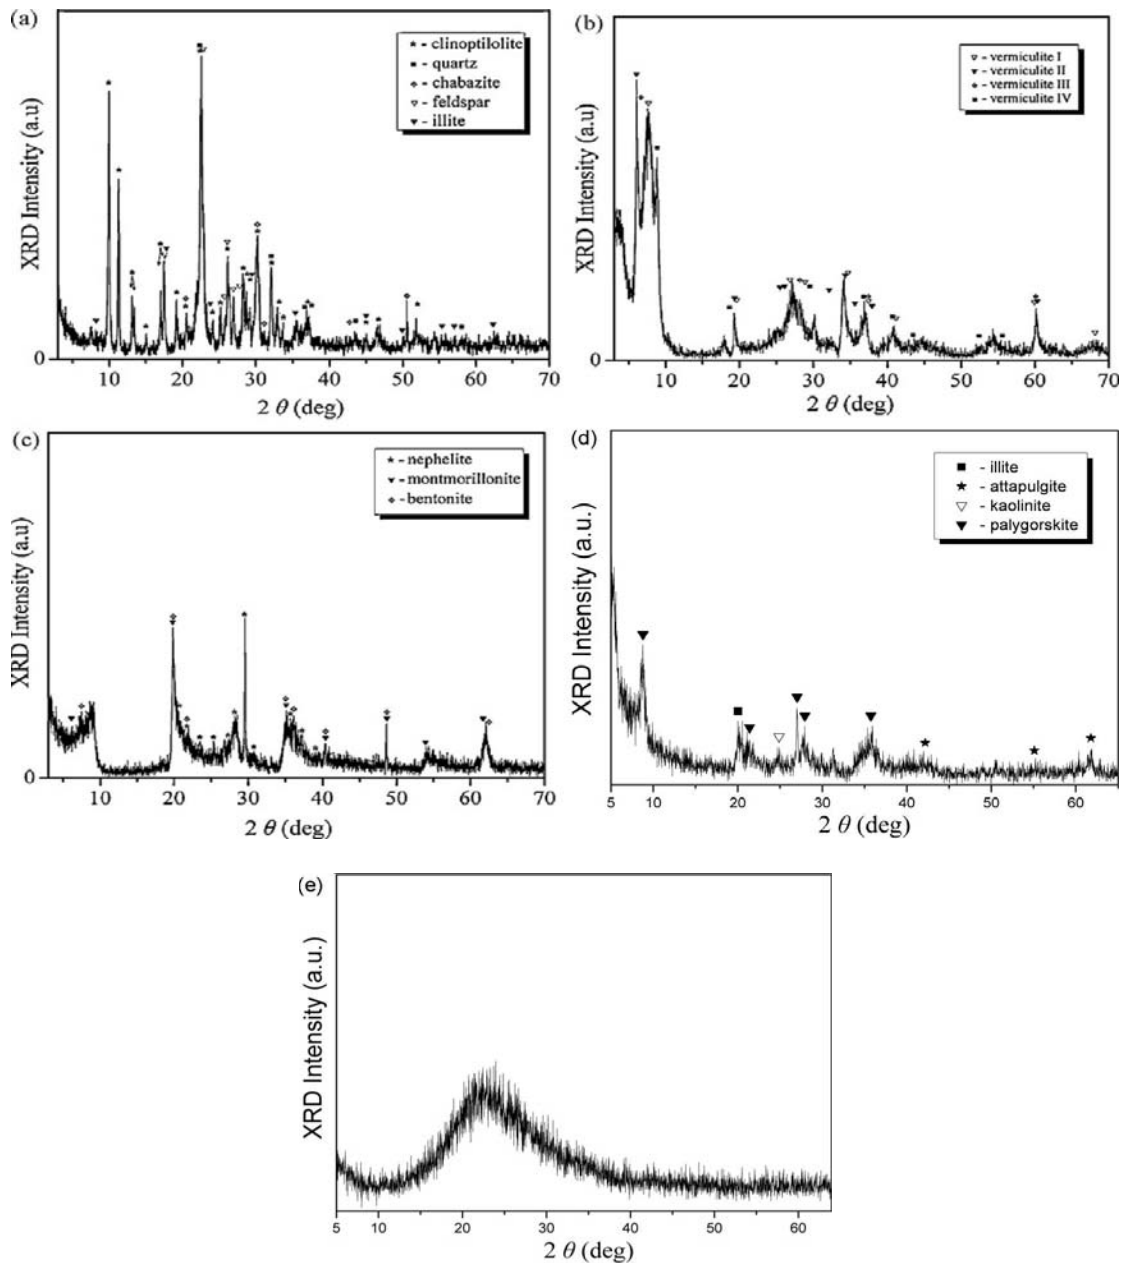 (a)
XRD Intensity (a.u)
- clinoptilolite
- quartz
- chabazite
- feldspar
- illite
0
10 20 30 40 50 60 70
2 θ (deg)
(b)
XRD Intensity (a.u)
- vermiculite I
- vermiculite II
- vermiculite III
- vermiculite IV
0
10 20 30 40 50 60 70
2 θ (deg)
(c)
XRD Intensity (a.u)
- nephelite
- montmorillonite
- bentonite
0
10 20 30 40 50 60 70
2 θ (deg)
(d)
XRD Intensity (a.u.)
- illite
- attapulgite
- kaolinite
- palygorskite
5 10 20 30 40 50 60
2 θ (deg)
(e)
XRD Intensity (a.u.)
5 10 20 30 40 50 60
2 θ (deg)